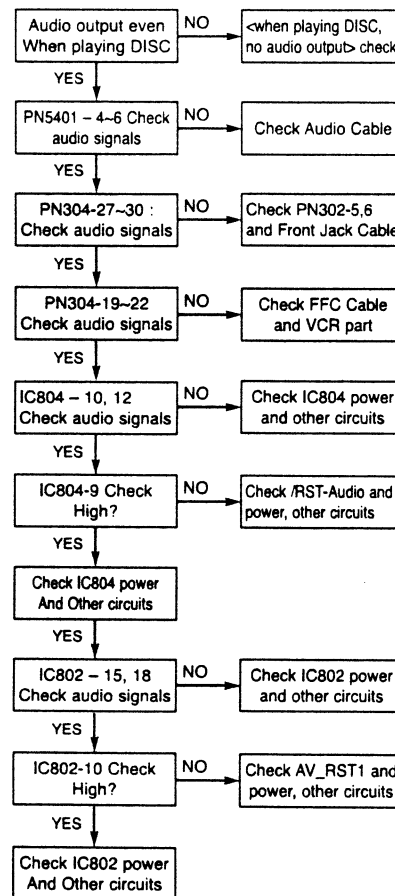 Audio output even
When playing DISC
NO
<when playing DISC,
no audio output> check
YES
PN5401 – 4~6 Check
audio signals
NO
Check Audio Cable
YES
PN304-27~30 :
Check audio signals
NO
Check PN302-5,6
and Front Jack Cable
YES
PN304-19~22
Check audio signals
NO
Check FFC Cable
and VCR part
YES
IC804 – 10, 12
Check audio signals
NO
Check IC804 power
and other circuits
YES
IC804-9 Check
High?
NO
Check /RST-Audio and
power, other circuits
YES
Check IC804 power
And Other circuits
YES
IC802 – 15, 18
Check audio signals
NO
Check IC802 power
and other circuits
YES
IC802-10 Check
High?
NO
Check AV_RST1 and
power, other circuits
YES
Check IC802 power
And Other Circuits